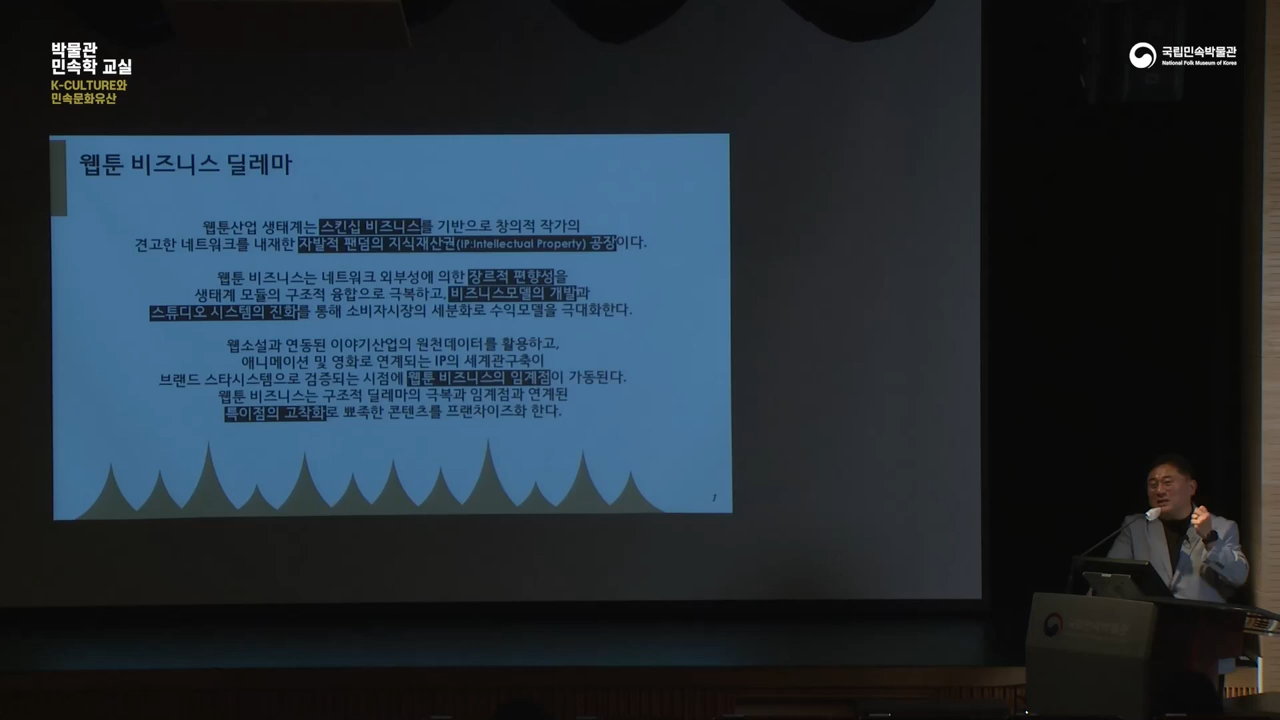 박물관
민속학 교실
K-CULTURE와
민속문화유산
국립민속박물관
National Folk Museum of Korea
웹툰 비즈니스 딜레마
웹툰산업 생태계는 스킨십 비즈니스를 기반으로 창의적 작가의
견고한 네트워크를 내재한 자발적 팬덤의 지식재산권(IP:Intellectual Property) 공장이다.
웹툰 비즈니스는 네트워크 외부성에 의한 장르적 편향성을
생태계 모듈의 구조적 융합으로 극복하고, 비즈니스모델의 개발과
스튜디오 시스템의 진화를 통해 소비자시장의 세분화로 수익모델을 극대화한다.
웹소설과 연동된 이야기산업의 원천데이터를 활용하고,
애니메이션 및 영화로 연계되는 IP의 세계관구축이
브랜드 스타시스템으로 검증되는 시점에 웹툰 비즈니스의 임계점이 가동된다.
웹툰 비즈니스는 구조적 딜레마의 극복과 임계점과 연계된
특이점의 고착화로 뾰족한 콘텐츠를 프랜차이즈화 한다.
7
국립민속박물관